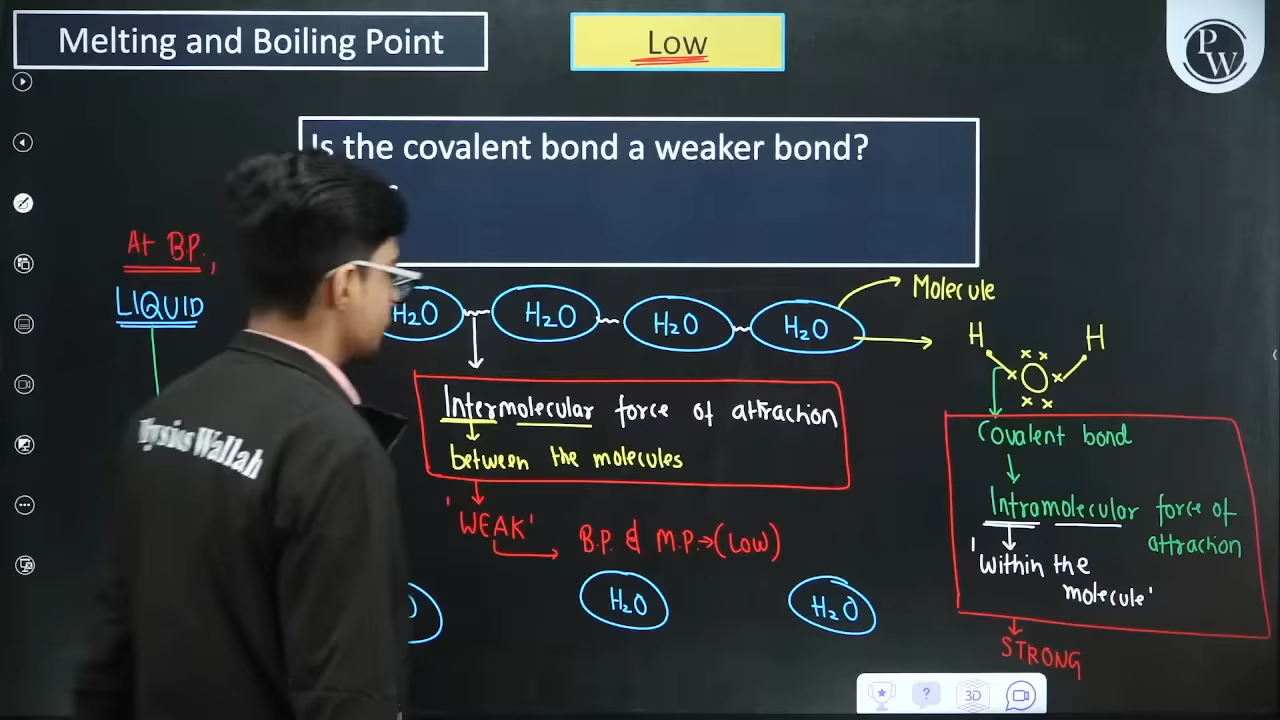 Melting and Boiling Point
Low
PW
Is the covalent bond a weaker bond?
At B.P.,
LIQUID
H₂O
H₂O
H₂O
H₂O
Molecule
H
H
Intermolecular force of attraction
between the molecules
'WEAK'
B.P. & M.P.→(LOW)
Covalent bond
Intramolecular force of
attraction
'within the
molecule'
STRONG
H₂O
H₂O
Wallah
?
3D